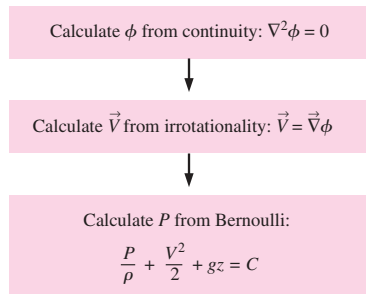 Calculate ϕ from continuity: ∇²ϕ = 0
Calculate V⃗ from irrotationality: V⃗ = ∇⃗ϕ
Calculate P from Bernoulli:
P/ρ + V²/2 + gz = C